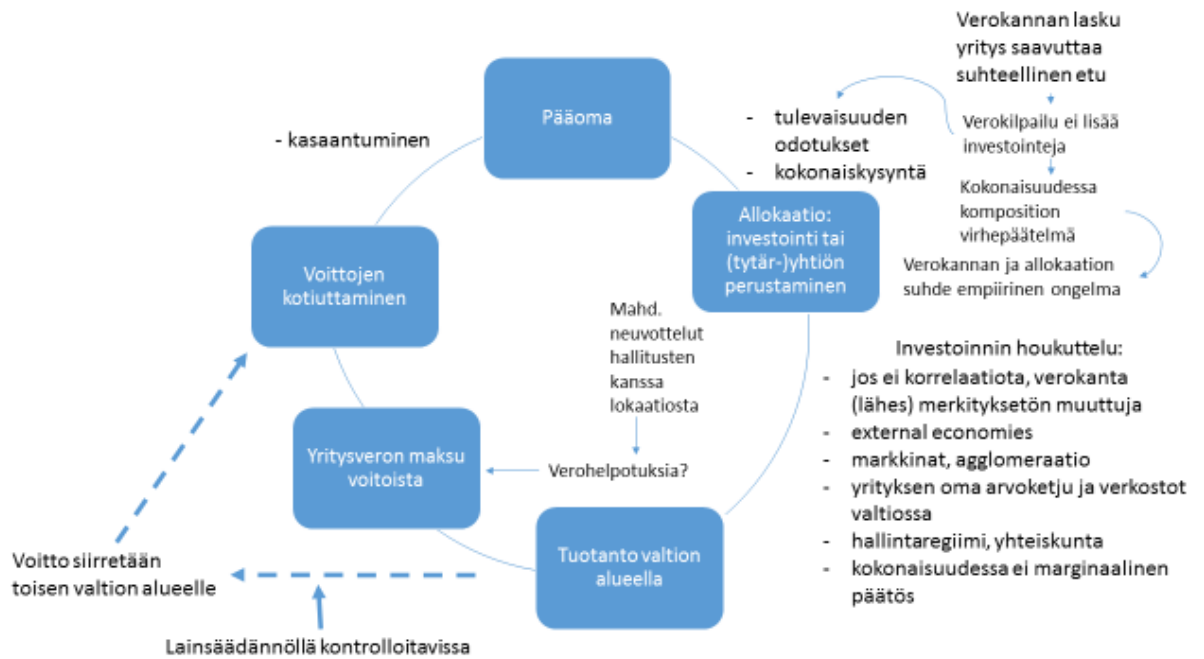 Verokannan lasku
yritys saavuttaa
suhteellinen etu
Verokilpailu ei lisää
investointeja
Kokonaisuudessa
komposition
virhepäätelmä
Verokannan ja allokaation
suhde empiirinen ongelma
Pääoma
- tulevaisuuden
odotukset
- kokonaiskysyntä
- kasaantuminen
Allokaatio:
investointi tai
(tytär-)yhtiön
perustaminen
Voittojen
kotiuttaminen
Mahd.
neuvottelut
hallitusten
kanssa
lokaatiosta
Verohelpotuksia?
Yritysveron maksu
voitoista
Tuotanto valtion
alueella
Investoinnin houkuttelu:
- jos ei korrelaatiota, verokanta
(lähes) merkityksetön muuttuja
- external economies
- markkinat, agglomeraatio
- yrityksen oma arvoketju ja verkostot
valtiossa
- hallintaregiimi, yhteiskunta
- kokonaisuudessa ei marginaalinen
päätös
Voitto siirretään
toisen valtion alueelle
Lainsäädännöllä kontrolloitavissa